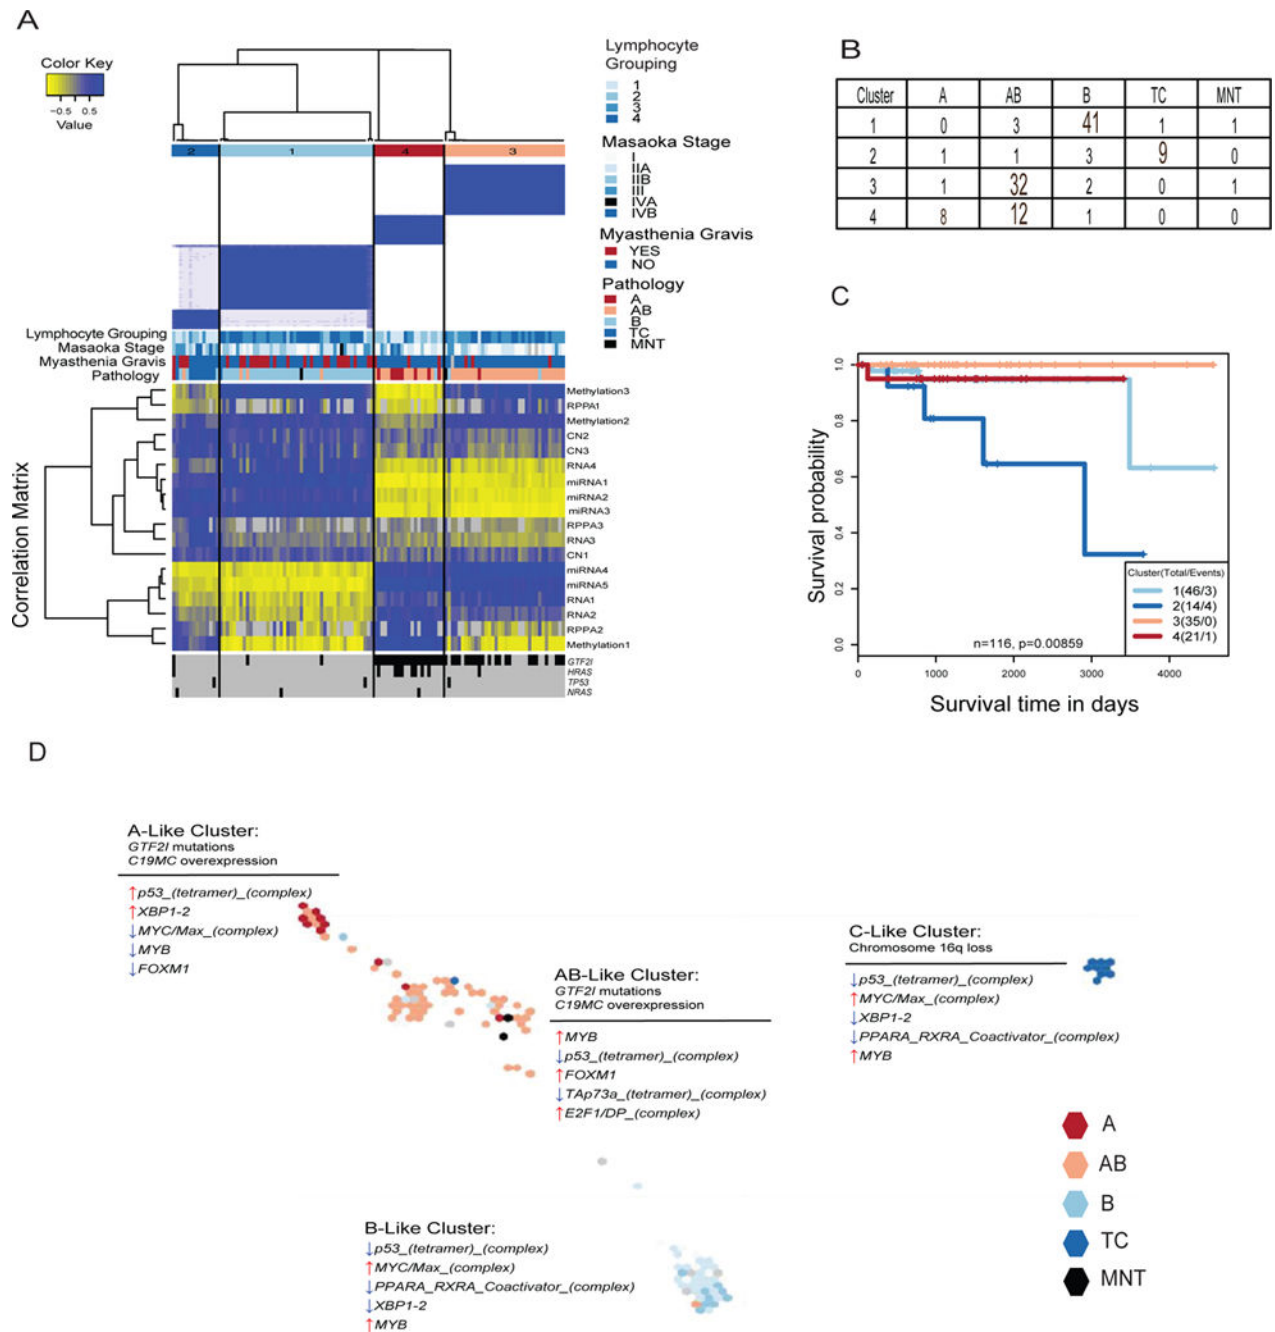 A
Color Key
−0.5 0.5
Value
Lymphocyte
Grouping
1
2
3
4
Masaoka Stage
I
IIA
IIB
III
IVA
IVB
Myasthenia Gravis
YES
NO
Pathology
A
AB
B
TC
MNT
2 1 4 3
Lymphocyte Grouping
Masaoka Stage
Myasthenia Gravis
Pathology
Correlation Matrix
Methylation3
RPPA1
Methylation2
CN2
CN3
RNA4
miRNA1
miRNA2
miRNA3
RPPA3
RNA3
CN1
miRNA4
miRNA5
RNA1
RNA2
RPPA2
Methylation1
GTF2I
HRAS
TP53
NRAS
B
Cluster A AB B TC MNT
1 0 3 41 1 1
2 1 1 3 9 0
3 1 32 2 0 1
4 8 12 1 0 0
C
Survival probability
1.0
0.8
0.6
0.4
0.2
0.0
Cluster(Total/Events)
1(46/3)
2(14/4)
3(35/0)
4(21/1)
n=116, p=0.00859
0 1000 2000 3000 4000
Survival time in days
D
A-Like Cluster:
GTF2I mutations
C19MC overexpression
↑p53_(tetramer)_(complex)
↑XBP1-2
↓MYC/Max_(complex)
↓MYB
↓FOXM1
AB-Like Cluster:
GTF2I mutations
C19MC overexpression
↑MYB
↓p53_(tetramer)_(complex)
↑FOXM1
↓TAp73a_(tetramer)_(complex)
↑E2F1/DP_(complex)
C-Like Cluster:
Chromosome 16q loss
↓p53_(tetramer)_(complex)
↑MYC/Max_(complex)
↓XBP1-2
↓PPARA_RXRA_Coactivator_(complex)
↑MYB
B-Like Cluster:
↓p53_(tetramer)_(complex)
↑MYC/Max_(complex)
↓PPARA_RXRA_Coactivator_(complex)
↓XBP1-2
↑MYB
A
AB
B
TC
MNT